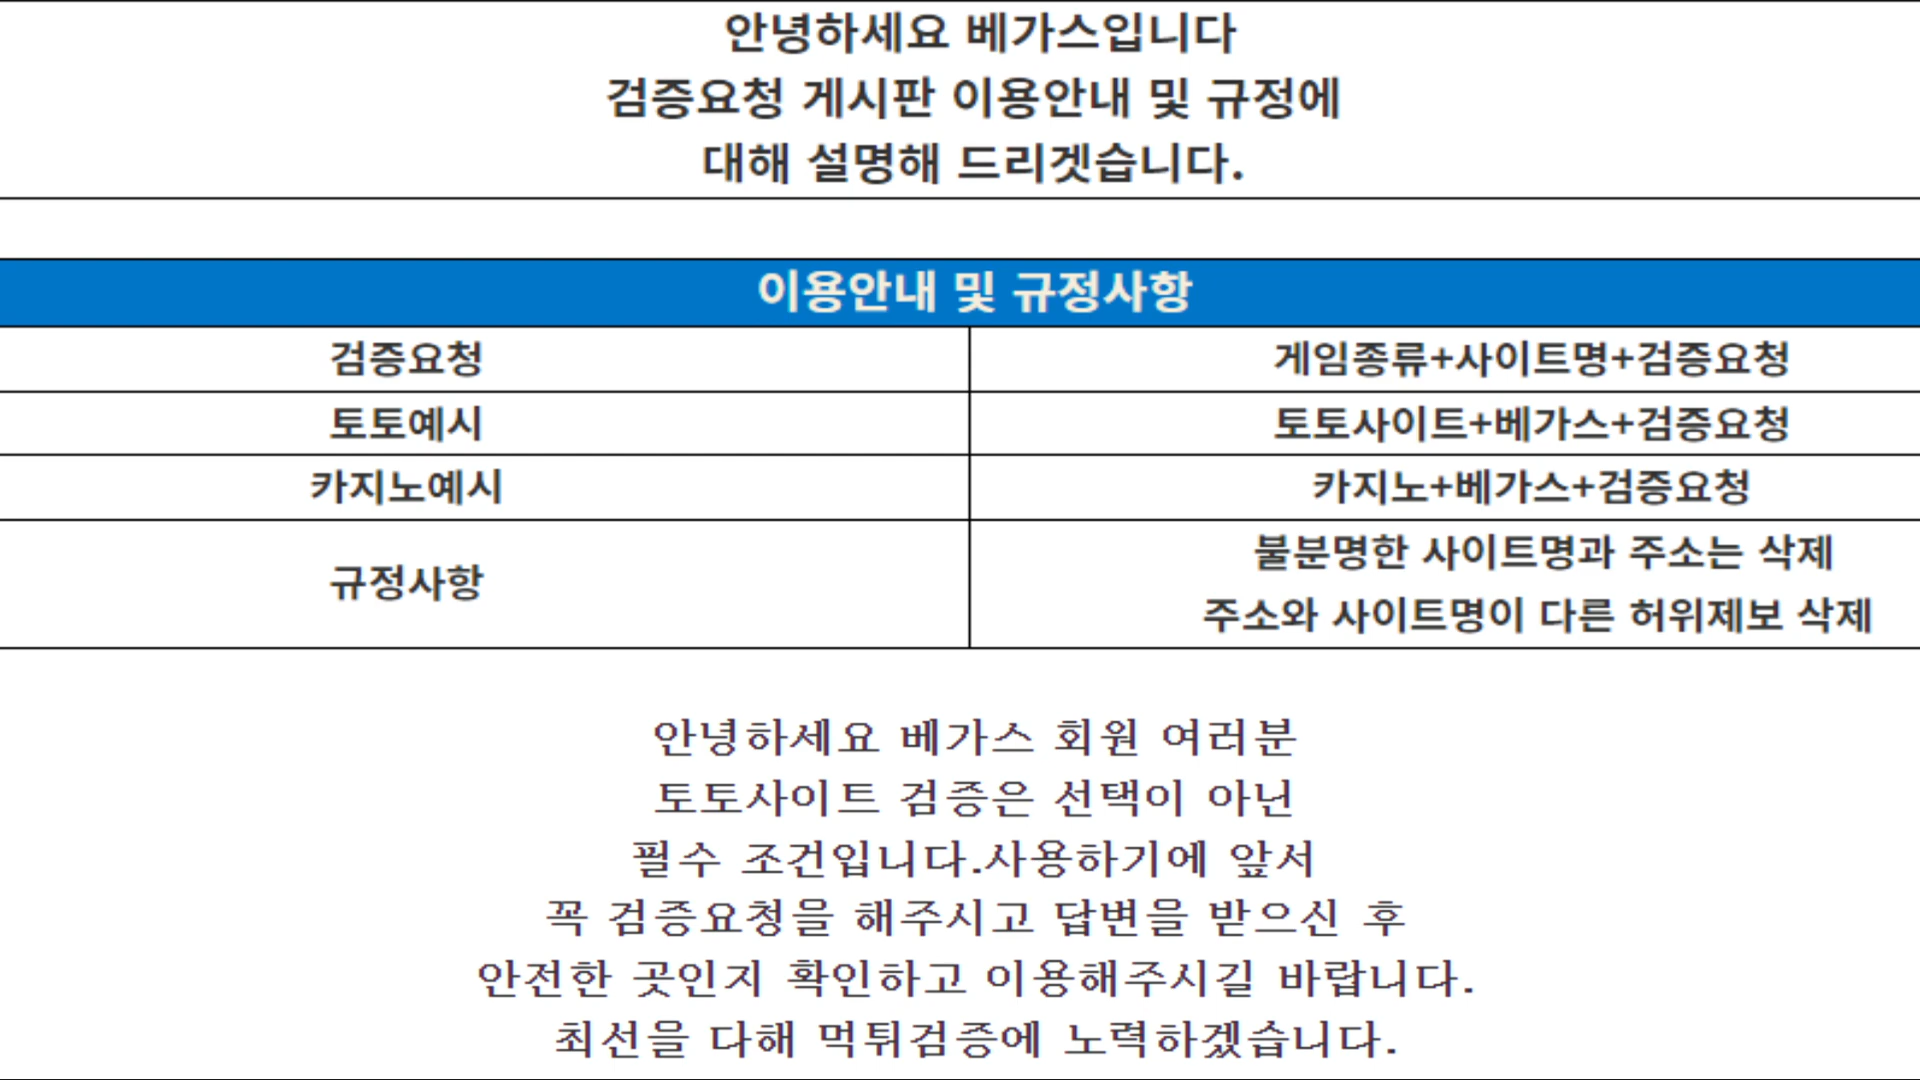 안녕하세요 베가스입니다
검증요청 게시판 이용안내 및 규정에
대해 설명해 드리겟습니다.
이용안내 및 규정사항
검증요청 게임종류+사이트명+검증요청
토토예시 토토사이트+베가스+검증요청
카지노예시 카지노+베가스+검증요청
규정사항
불분명한 사이트명과 주소는 삭제
주소와 사이트명이 다른 허위제보 삭제
안녕하세요 베가스 회원 여러분
토토사이트 검증은 선택이 아닌
필수 조건입니다.사용하기에 앞서
꼭 검증요청을 해주시고 답변을 받으신 후
안전한 곳인지 확인하고 이용해주시길 바랍니다.
최선을 다해 먹튀검증에 노력하겠습니다.